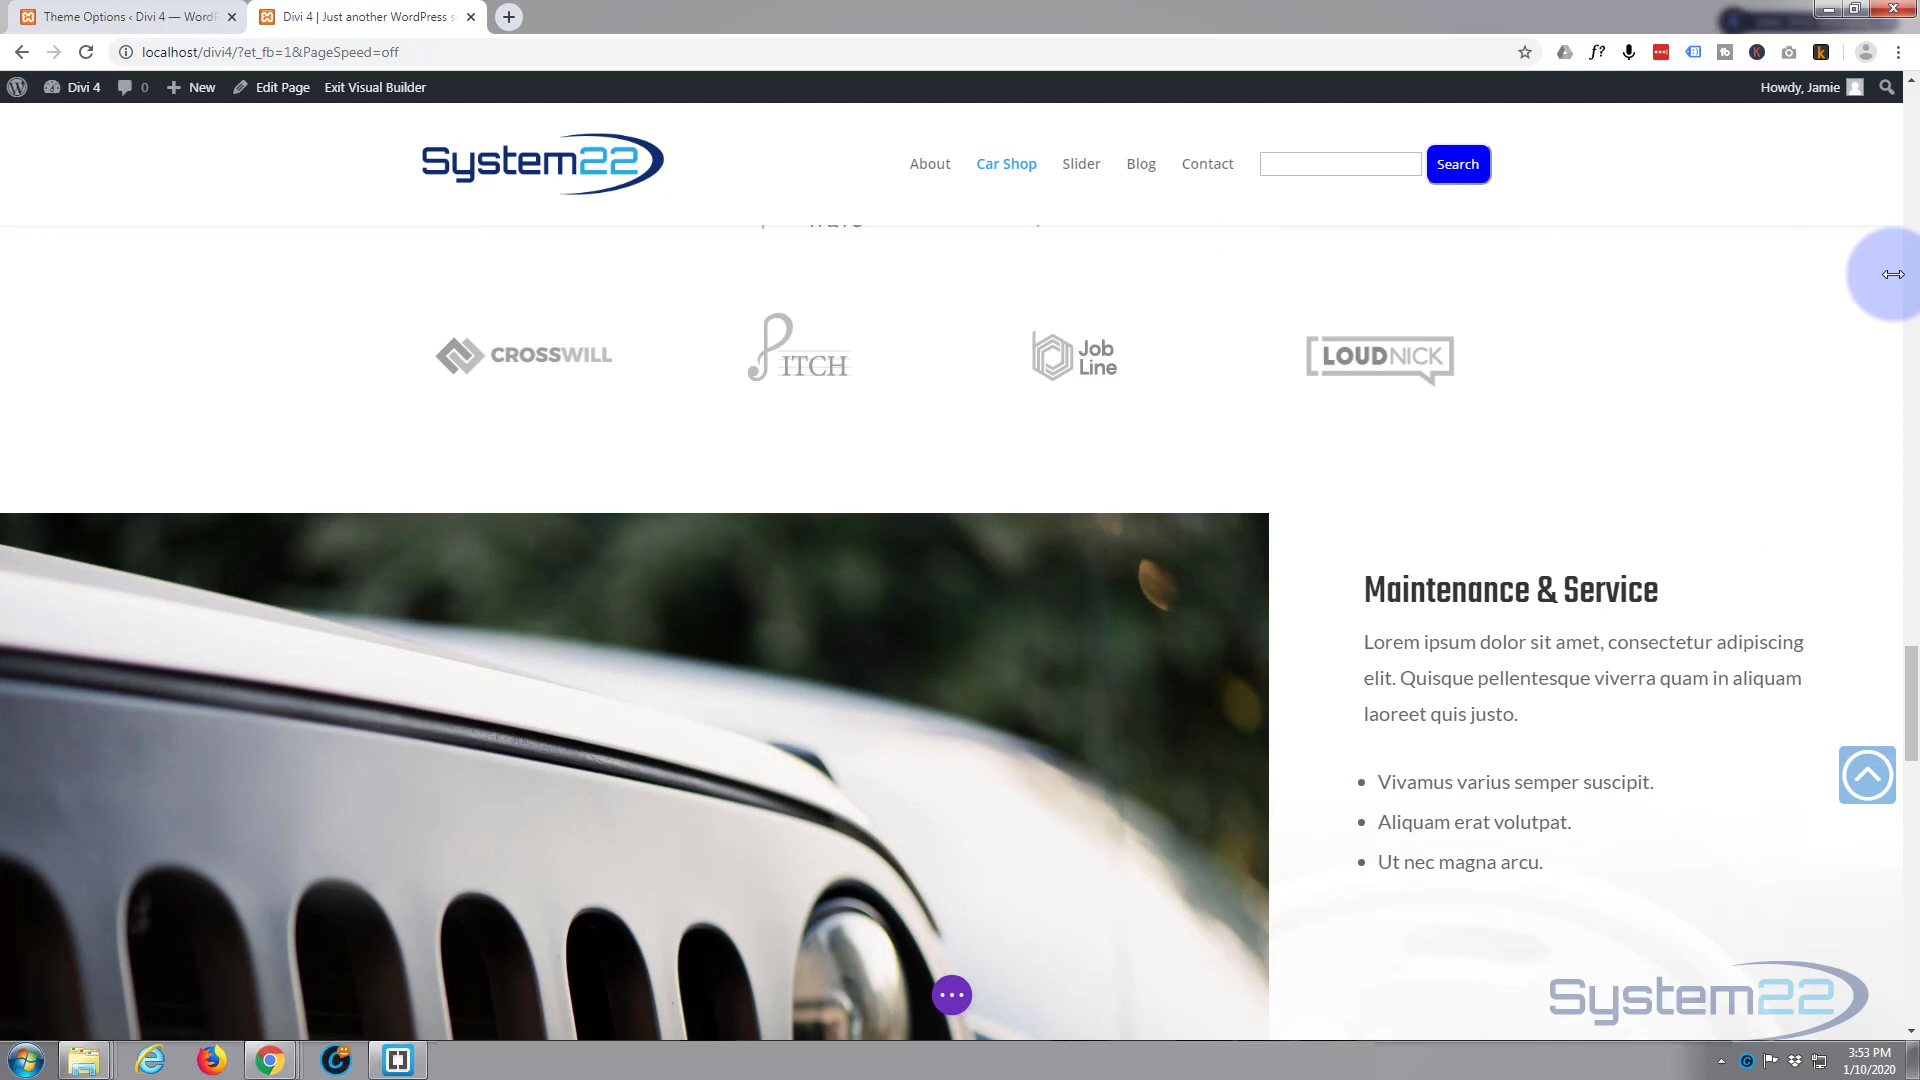 Theme Options ‹ Divi 4 — WordP
Divi 4 | Just another WordPress s
localhost/divi4/?et_fb=1&PageSpeed=off
Divi 4
0
New
Edit Page
Exit Visual Builder
Howdy, Jamie
System22
About
Car Shop
Slider
Blog
Contact
Search
CROSSWILL
PITCH
Job
Line
LOUDNICK
Maintenance & Service
Lorem ipsum dolor sit amet, consectetur adipiscing
elit. Quisque pellentesque viverra quam in aliquam
laoreet quis justo.
Vivamus varius semper suscipit.
Aliquam erat volutpat.
Ut nec magna arcu.
System22
3:53 PM
1/10/2020